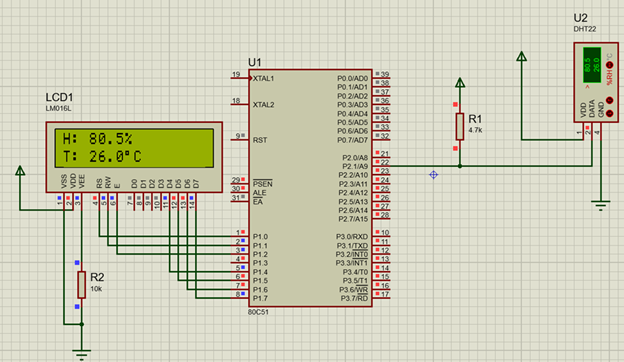 U2
DHT22
80.5
26.0
°C
%RH
>
VDD
DATA
GND
1
2
4
U1
19
XTAL1
18
XTAL2
9
RST
29
PSEN
30
ALE
31
EA
1
P1.0
2
P1.1
3
P1.2
4
P1.3
5
P1.4
6
P1.5
7
P1.6
8
P1.7
80C51
P0.0/AD0
39
P0.1/AD1
38
P0.2/AD2
37
P0.3/AD3
36
P0.4/AD4
35
P0.5/AD5
34
P0.6/AD6
33
P0.7/AD7
32
P2.0/A8
21
P2.1/A9
22
P2.2/A10
23
P2.3/A11
24
P2.4/A12
25
P2.5/A13
26
P2.6/A14
27
P2.7/A15
28
P3.0/RXD
10
P3.1/TXD
11
P3.2/INT0
12
P3.3/INT1
13
P3.4/T0
14
P3.5/T1
15
P3.6/WR
16
P3.7/RD
17
R1
4.7k
LCD1
LM016L
H: 80.5%
T: 26.0°C
VSS
VDD
VEE
RS
RW
E
D0
D1
D2
D3
D4
D5
D6
D7
1
2
3
4
5
6
7
8
9
10
11
12
13
14
R2
10k